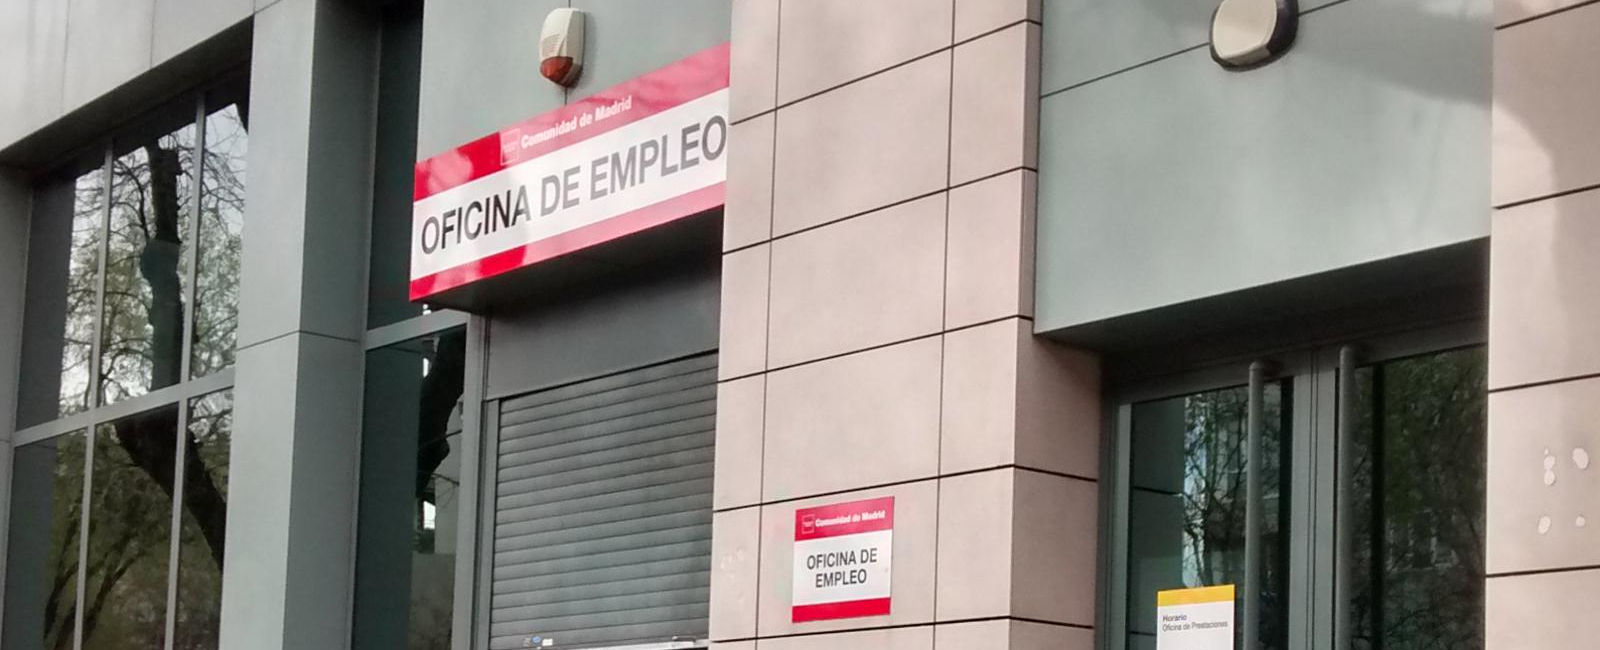 Comunidad de Madrid
OFICINA DE EMPLEO
Comunidad de Madrid
OFICINA DE
EMPLEO
Horario
Oficina de Prestaciones